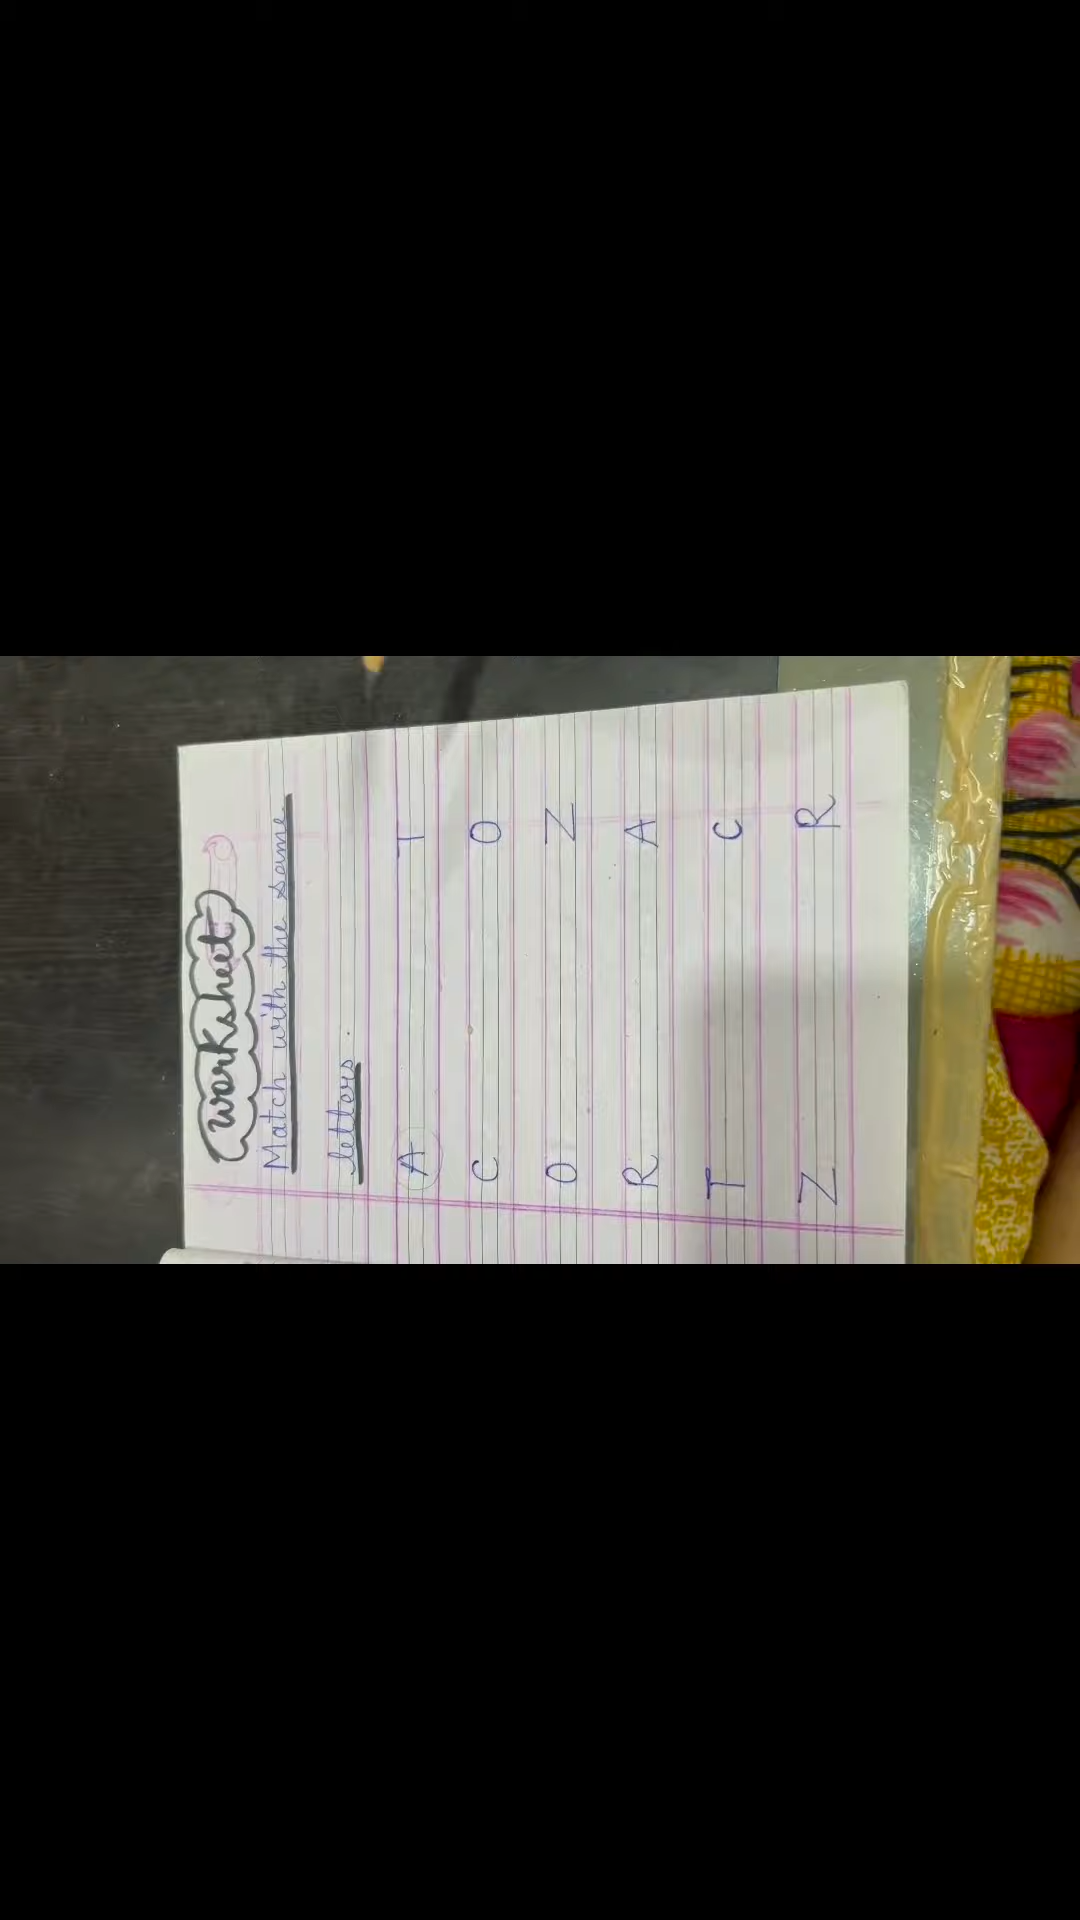 worksheet
Match with the same
letters.
A T
C O
O Z
R A
T C
Z R